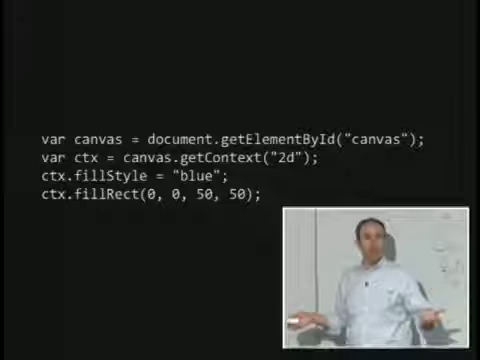 var canvas = document.getElementById("canvas");
var ctx = canvas.getContext("2d");
ctx.fillStyle = "blue";
ctx.fillRect(0, 0, 50, 50);